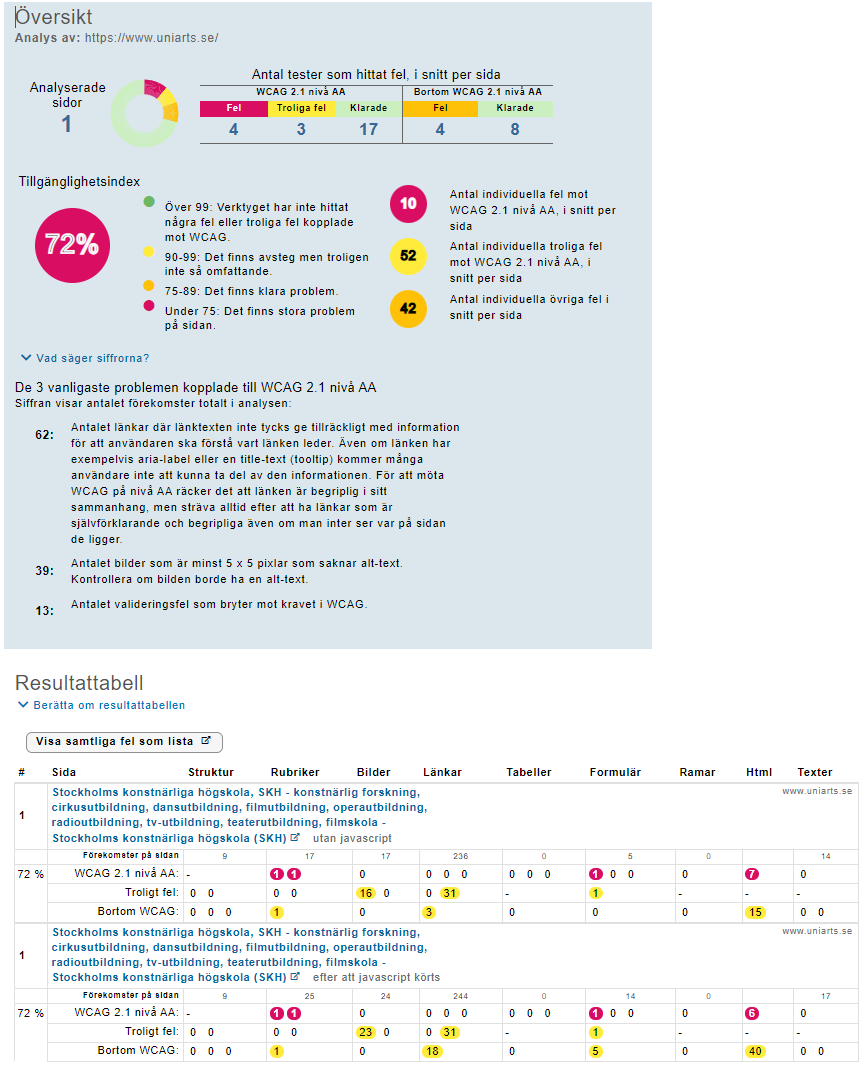 Översikt
Analys av: https://www.uniarts.se/
Analyserade
sidor
1
Antal tester som hittat fel, i snitt per sida
WCAG 2.1 nivå AA Bortom WCAG 2.1 nivå AA
Fel Troliga fel Klarade Fel Klarade
4 3 17 4 8
Tillgänglighetsindex
72%
Över 99: Verktyget har inte hittat
några fel eller troliga fel kopplade
mot WCAG.
90-99: Det finns avsteg men troligen
inte så omfattande.
75-89: Det finns klara problem.
Under 75: Det finns stora problem
på sidan.
10
Antal individuella fel mot
WCAG 2.1 nivå AA, i snitt per
sida
52
Antal individuella troliga fel
mot WCAG 2.1 nivå AA, i
snitt per sida
42
Antal individuella övriga fel i
snitt per sida
Vad säger siffrorna?
De 3 vanligaste problemen kopplade till WCAG 2.1 nivå AA
Siffran visar antalet förekomster totalt i analysen:
62:
Antalet länkar där länktexten inte tycks ge tillräckligt med information
för att användaren ska förstå vart länken leder. Även om länken har
exempelvis aria-label eller en title-text (tooltip) kommer många
användare inte att kunna ta del av den informationen. För att möta
WCAG på nivå AA räcker det att länken är begriplig i sitt
sammanhang, men sträva alltid efter att ha länkar som är
självförklarande och begripliga även om man inter ser var på sidan
de ligger.
39:
Antalet bilder som är minst 5 x 5 pixlar som saknar alt-text.
Kontrollera om bilden borde ha en alt-text.
13: Antalet valideringsfel som bryter mot kravet i WCAG.
Resultattabell
Berätta om resultattabellen
Visa samtliga fel som lista
# Sida Struktur Rubriker Bilder Länkar Tabeller Formulär Ramar Html Texter
1
Stockholms konstnärliga högskola, SKH - konstnärlig forskning, www.uniarts.se
cirkusutbildning, dansutbildning, filmutbildning, operautbildning,
radioutbildning, tv-utbildning, teaterutbildning, filmskola -
Stockholms konstnärliga högskola (SKH) utan javascript
Förekomster på sidan 9 17 17 236 0 5 0 14
72 % WCAG 2.1 nivå AA: - 1 1 0 0 0 0 0 0 0 1 0 0 0 7 0
Troligt fel: 0 0 0 0 16 0 0 31 - 1 - - -
Bortom WCAG: 0 0 0 1 0 3 0 0 0 15 0 0
1
Stockholms konstnärliga högskola, SKH - konstnärlig forskning, www.uniarts.se
cirkusutbildning, dansutbildning, filmutbildning, operautbildning,
radioutbildning, tv-utbildning, teaterutbildning, filmskola -
Stockholms konstnärliga högskola (SKH) efter att javascript körts
Förekomster på sidan 9 25 24 244 0 14 0 17
72 % WCAG 2.1 nivå AA: - 1 1 0 0 0 0 0 0 0 1 0 0 0 6 0
Troligt fel: 0 0 0 0 23 0 0 31 - 1 - - -
Bortom WCAG: 0 0 0 1 0 18 0 5 0 40 0 0